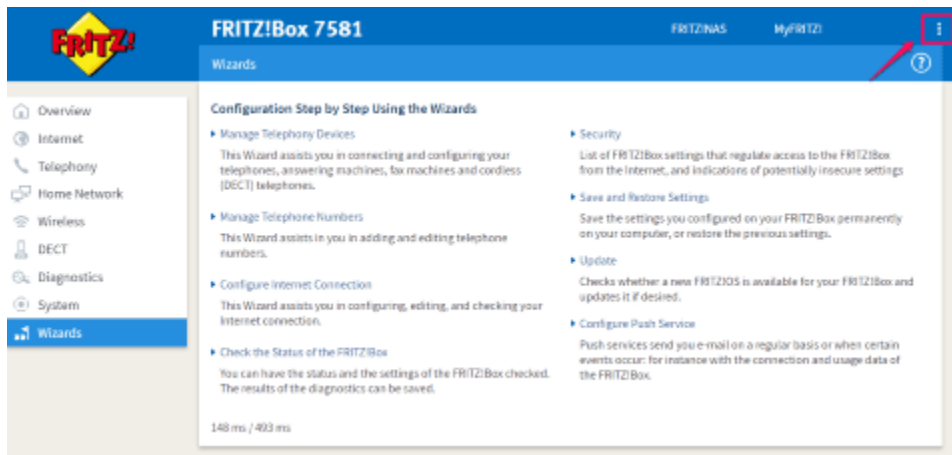 FRITZ!
FRITZ!Box 7581
FRITZ!NAS
MyFRITZ!
Wizards
Overview
Internet
Telephony
Home Network
Wireless
DECT
Diagnostics
System
Wizards
Configuration Step by Step Using the Wizards
Manage Telephony Devices
This Wizard assists you in connecting and configuring your
telephones, answering machines, fax machines and cordless
(DECT) telephones.
Manage Telephone Numbers
This Wizard assists in you in adding and editing telephone
numbers.
Configure Internet Connection
This Wizard assists you in configuring, editing, and checking your
Internet connection.
Check the Status of the FRITZ!Box
You can have the status and the settings of the FRITZ!Box checked.
The results of the diagnostics can be saved.
148 ms / 493 ms
Security
List of FRITZ!Box settings that regulate access to the FRITZ!Box
from the Internet, and indications of potentially insecure settings
Save and Restore Settings
Save the settings you configured on your FRITZ!Box permanently
on your computer, or restore the previous settings.
Update
Checks whether a new FRITZ!OS is available for your FRITZ!Box and
updates it if desired.
Configure Push Service
Push services send you e-mail on a regular basis or when certain
events occur: for instance with the connection and usage data of
the FRITZ!Box.